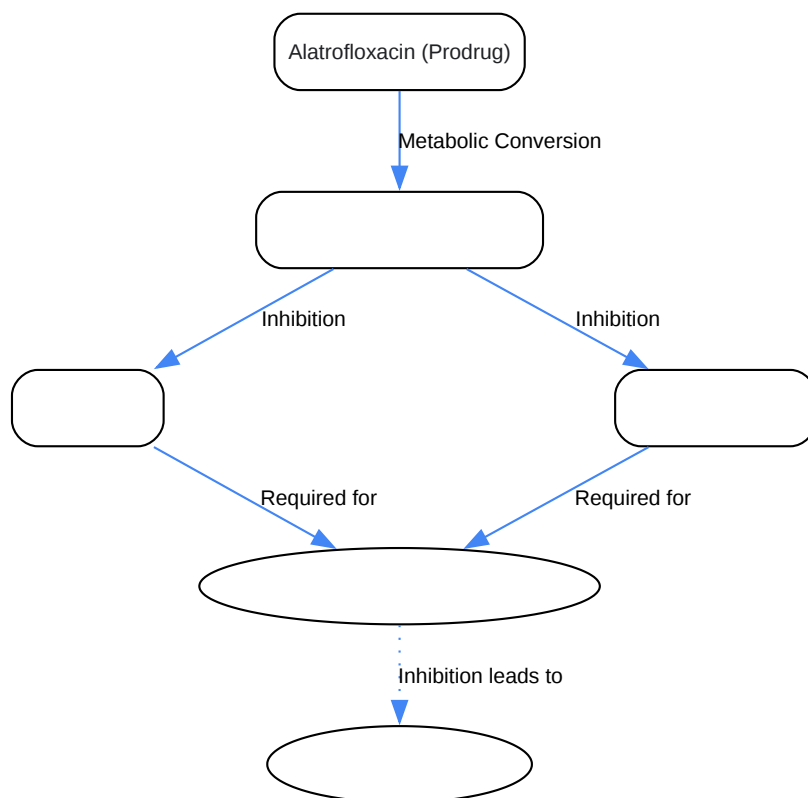 Alatrofloxacin (Prodrug)
Metabolic Conversion
Inhibition
Inhibition
Required for
Required for
Inhibition leads to